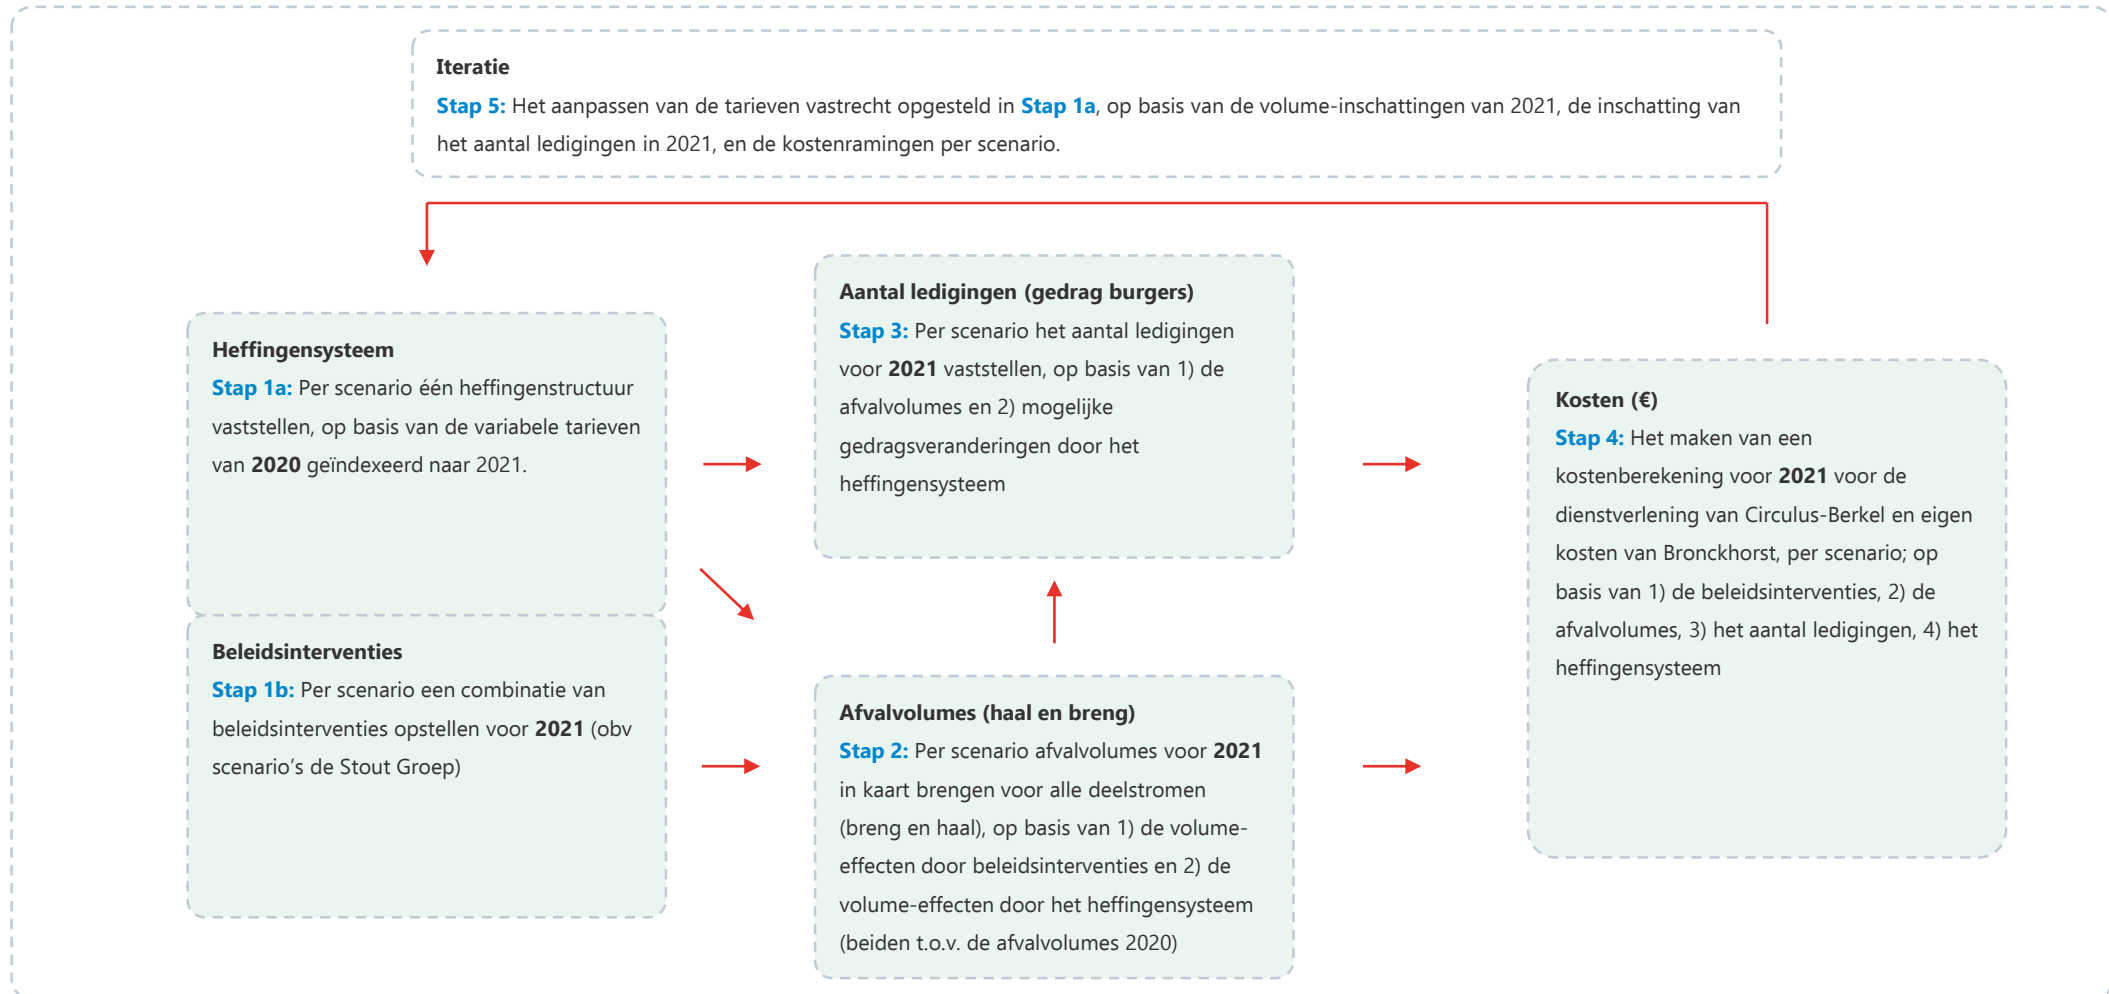 Iteratie
Stap 5: Het aanpassen van de tarieven vastrecht opgesteld in Stap 1a, op basis van de volume-inschattingen van 2021, de inschatting van
het aantal ledigingen in 2021, en de kostenramingen per scenario.
Heffingensysteem
Stap 1a: Per scenario één heffingenstructuur
vaststellen, op basis van de variabele tarieven
van 2020 geïndexeerd naar 2021.
Beleidsinterventies
Stap 1b: Per scenario een combinatie van
beleidsinterventies opstellen voor 2021 (obv
scenario's de Stout Groep)
Aantal ledigingen (gedrag burgers)
Stap 3: Per scenario het aantal ledigingen
voor 2021 vaststellen, op basis van 1) de
afvalvolumes en 2) mogelijke
gedragsveranderingen door het
heffingensysteem
Afvalvolumes (haal en breng)
Stap 2: Per scenario afvalvolumes voor 2021
in kaart brengen voor alle deelstromen
(breng en haal), op basis van 1) de volume-
effecten door beleidsinterventies en 2) de
volume-effecten door het heffingensysteem
(beiden t.o.v. de afvalvolumes 2020)
Kosten (€)
Stap 4: Het maken van een
kostenberekening voor 2021 voor de
dienstverlening van Circulus-Berkel en eigen
kosten van Bronckhorst, per scenario; op
basis van 1) de beleidsinterventies, 2) de
afvalvolumes, 3) het aantal ledigingen, 4) het
heffingensysteem